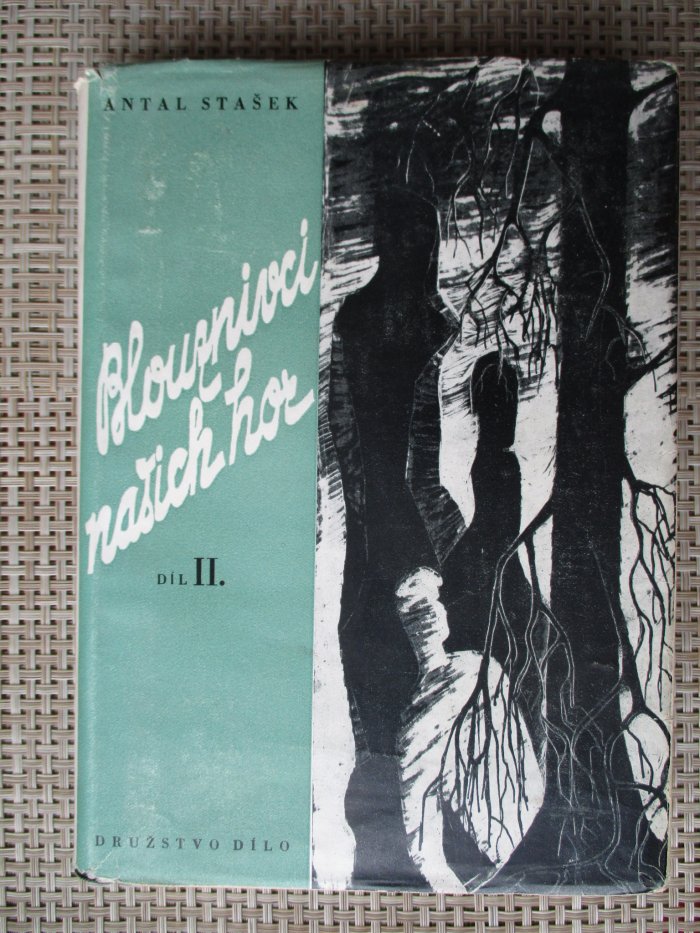 ANTAL STAŠEK
Blouznivci
našich hor
DÍL II.
DRUŽSTVO DÍLO